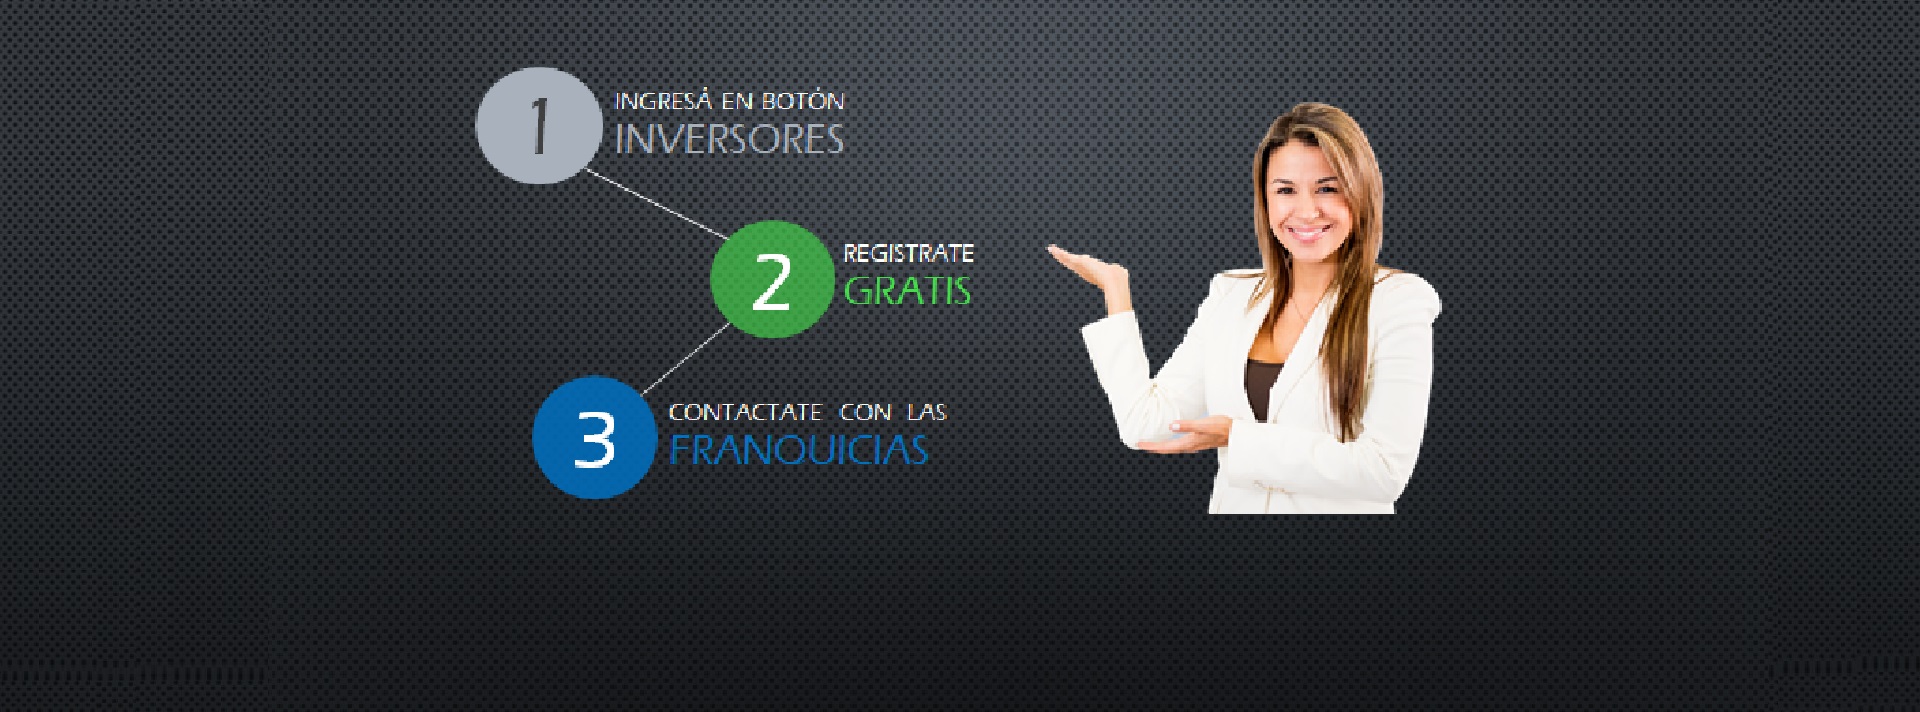 1
INGRESÁ EN BOTÓN
INVERSORES
2
REGISTRATE
GRATIS
3
CONTACTATE CON LAS
FRANQUICIAS